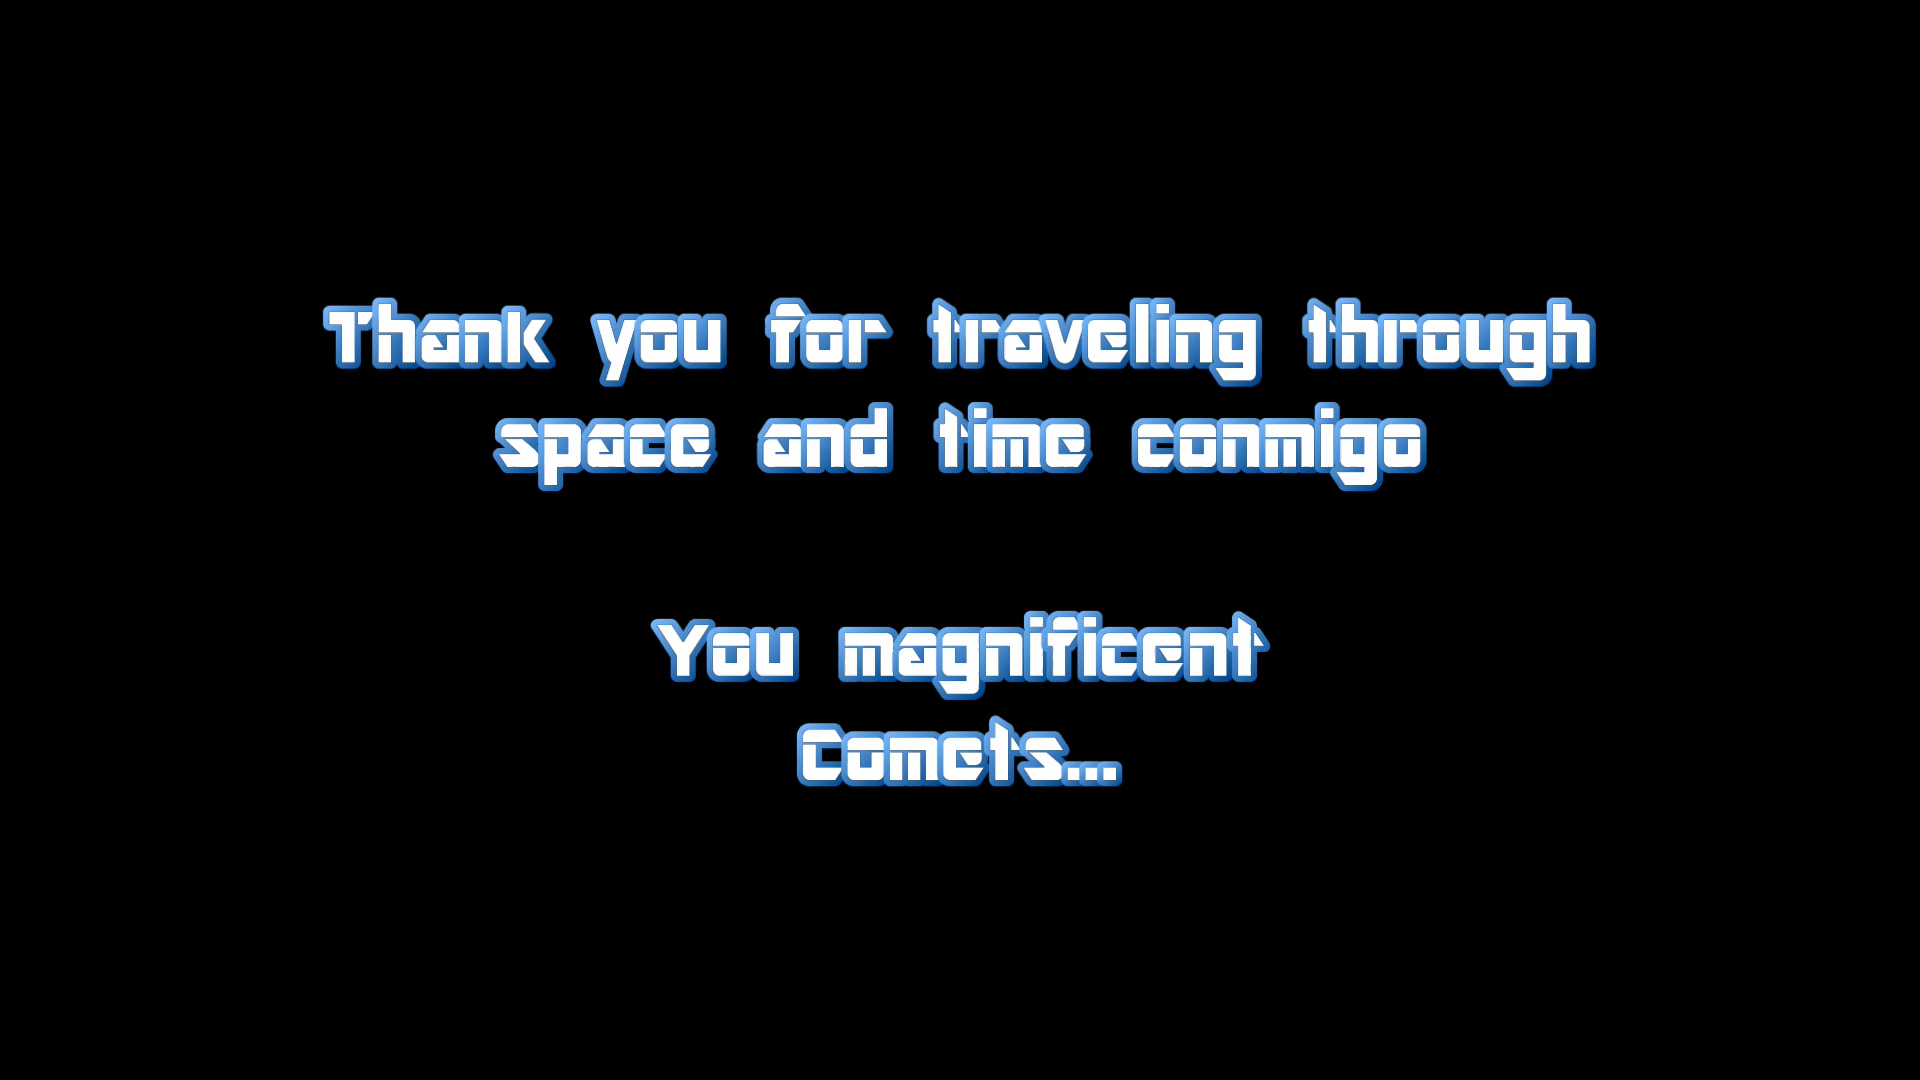 Thank you for traveling through
space and time conmigo
You magnificent
Comets...